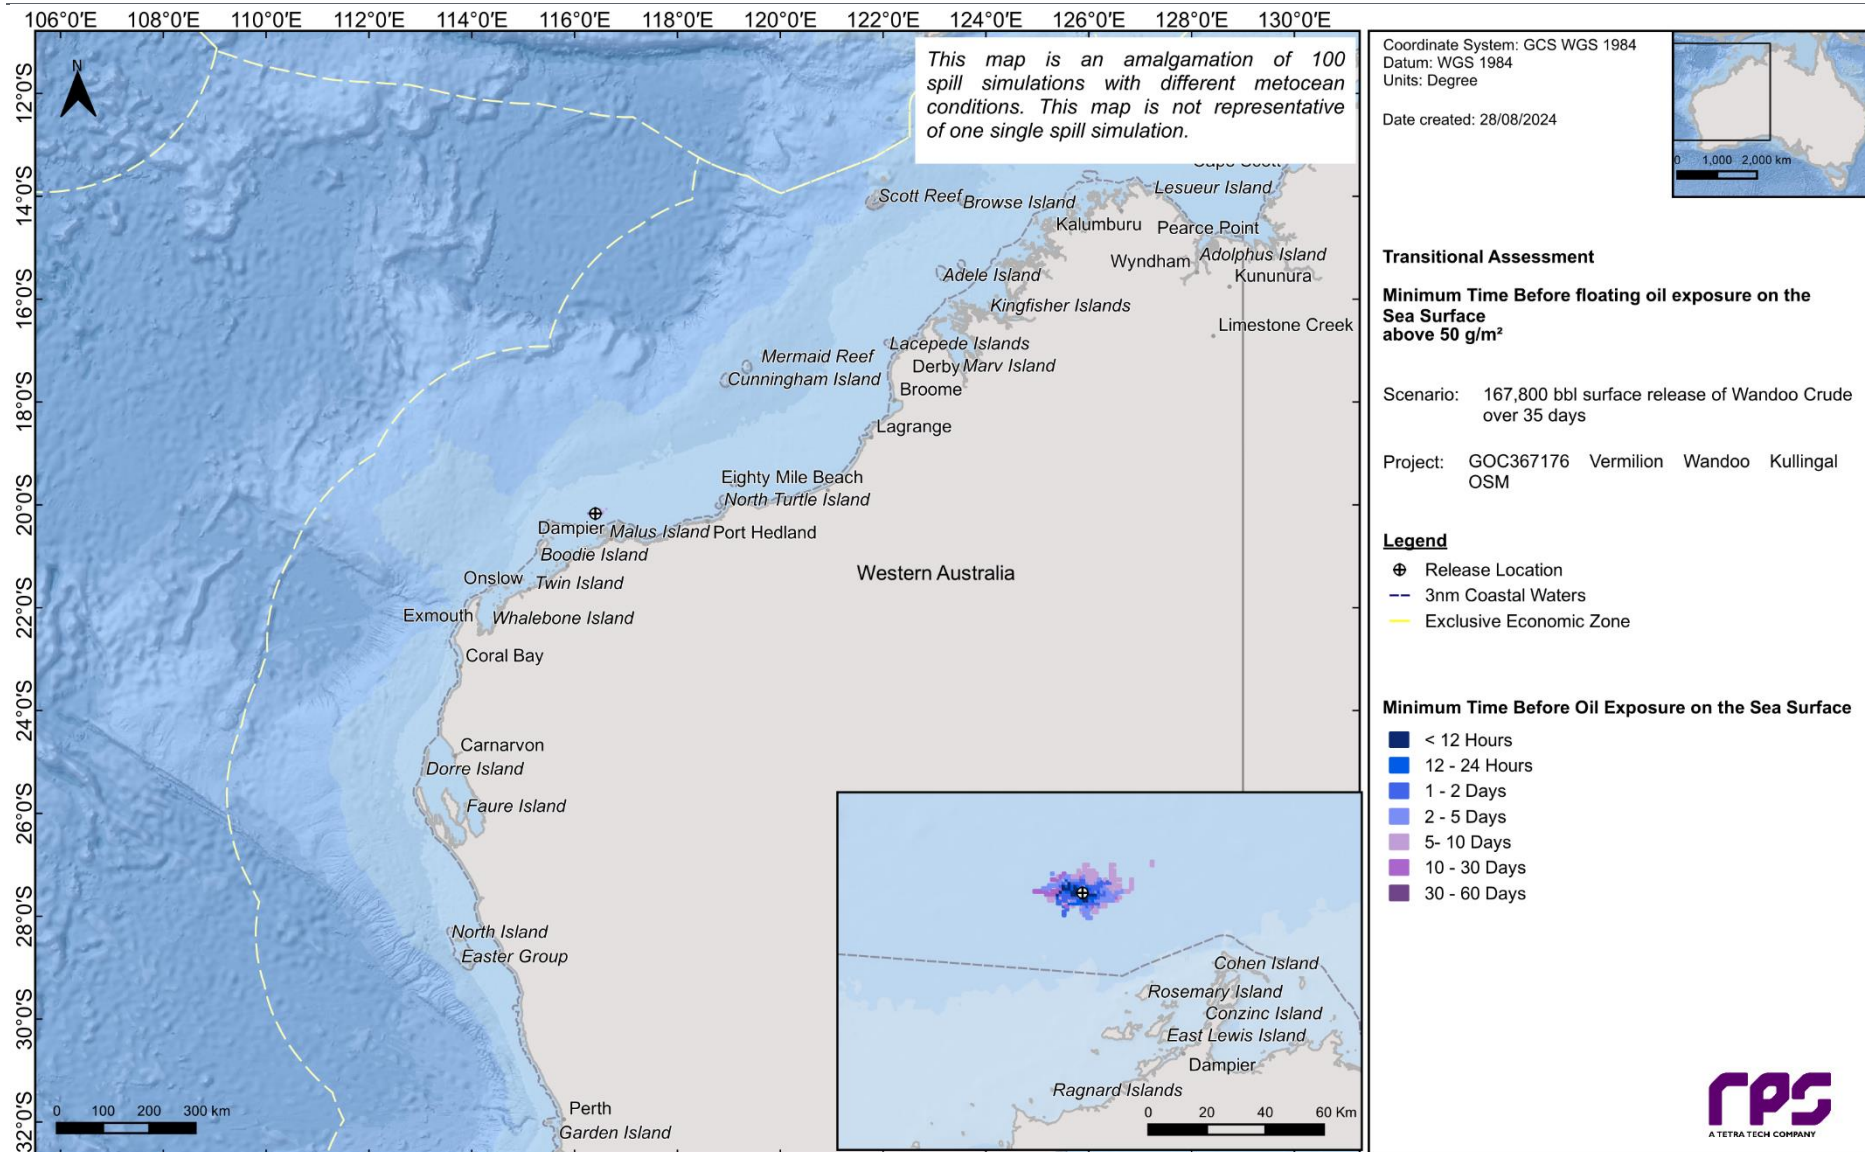 106°0'E 108°0'E 110°0'E 112°0'E 114°0'E 116°0'E 118°0'E 120°0'E 122°0'E 124°0'E 126°0'E 128°0'E 130°0'E
N
This map is an amalgamation of 100
spill simulations with different metocean
conditions. This map is not representative
of one single spill simulation.
12°0'S
14°0'S
16°0'S
18°0'S
20°0'S
22°0'S
24°0'S
26°0'S
28°0'S
30°0'S
32°0'S
Lesueur Island
Scott Reef
Browse Island
Kalumburu
Pearce Point
Adolphus Island
Wyndham
Kununura
Adele Island
Kingfisher Islands
Limestone Creek
Lacepede Islands
Mermaid Reef
Derby
Mary Island
Cunningham Island
Broome
Lagrange
Eighty Mile Beach
North Turtle Island
Dampier
Malus Island
Port Hedland
Boodie Island
Western Australia
Onslow
Twin Island
Exmouth
Whalebone Island
Coral Bay
Carnarvon
Dorre Island
Faure Island
North Island
Easter Group
Perth
Garden Island
0 100 200 300 km
Cohen Island
Rosemary Island
Conzinc Island
East Lewis Island
Dampier
Ragnard Islands
0 20 40 60 Km
Coordinate System: GCS WGS 1984
Datum: WGS 1984
Units: Degree
Date created: 28/08/2024
0 1,000 2,000 km
Transitional Assessment
Minimum Time Before floating oil exposure on the
Sea Surface
above 50 g/m²
Scenario: 167,800 bbl surface release of Wandoo Crude
over 35 days
Project: GOC367176 Vermilion Wandoo Kullingal
OSM
Legend
Release Location
3nm Coastal Waters
Exclusive Economic Zone
Minimum Time Before Oil Exposure on the Sea Surface
< 12 Hours
12 - 24 Hours
1 - 2 Days
2 - 5 Days
5- 10 Days
10 - 30 Days
30 - 60 Days
rps
A TETRA TECH COMPANY